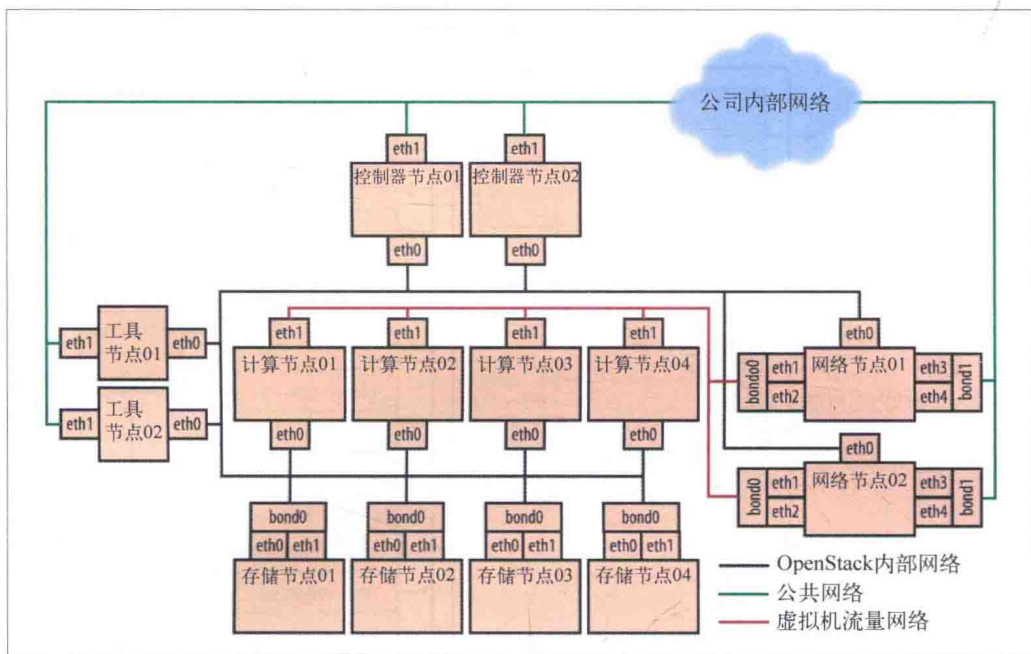 公司内部网络
eth1
eth1
控制器节点01
控制器节点02
eth0
eth0
eth1
工具
节点01
eth0
eth1
工具
节点02
eth0
eth1
eth1
eth1
eth1
计算节点01
计算节点02
计算节点03
计算节点04
eth0
eth0
eth0
eth0
eth0
bond0
eth1
eth2
网络节点01
eth3
eth4
bond1
eth0
bond0
eth1
eth2
网络节点02
eth3
eth4
bond1
bond0
bond0
bond0
bond0
eth0
eth1
eth0
eth1
eth0
eth1
eth0
eth1
存储节点01
存储节点02
存储节点03
存储节点04
OpenStack内部网络
公共网络
虚拟机流量网络